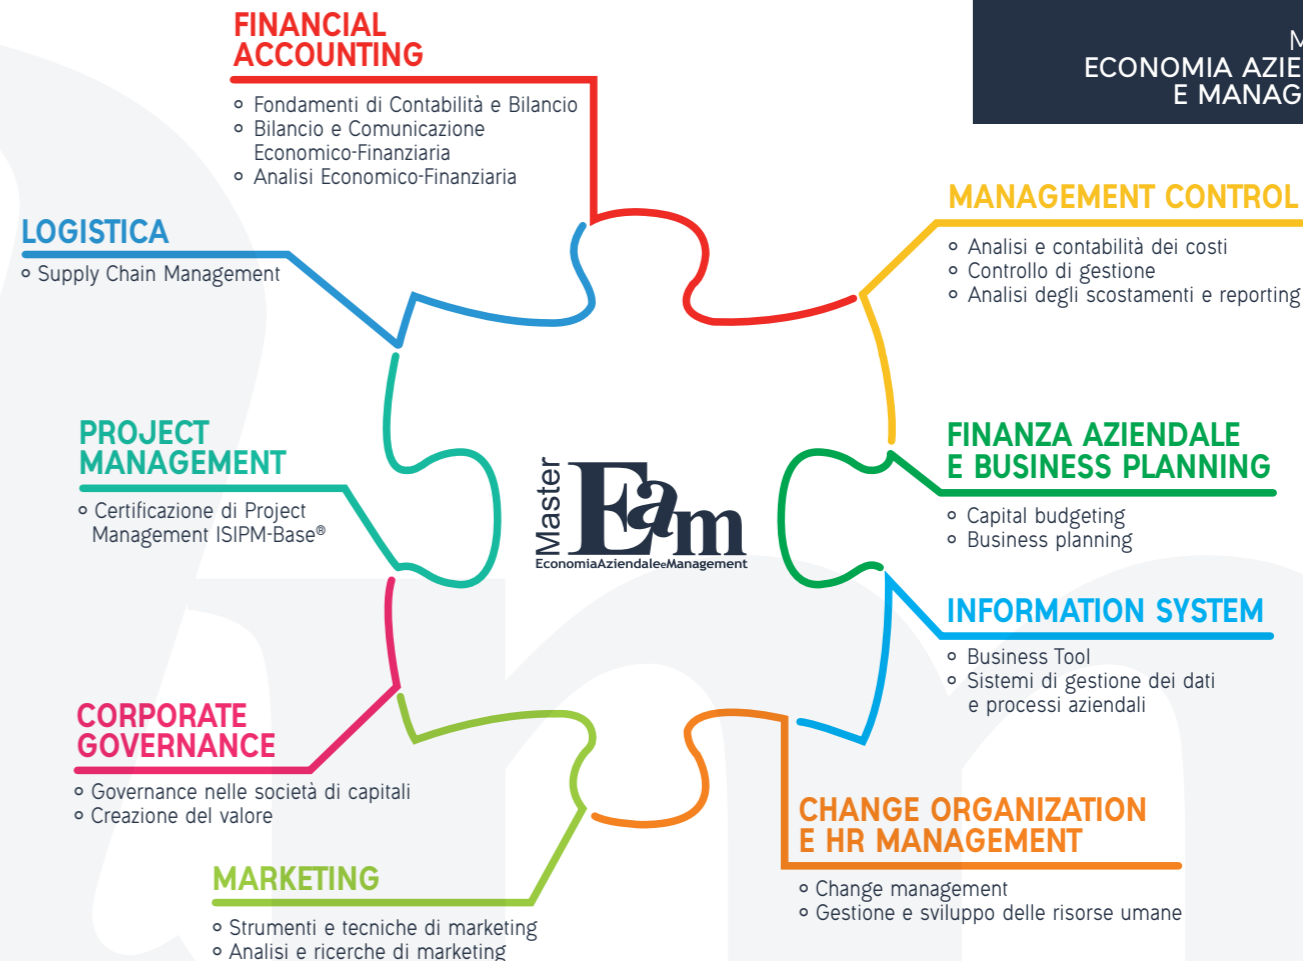 FINANCIAL
ACCOUNTING
◦ Fondamenti di Contabilità e Bilancio
◦ Bilancio e Comunicazione
Economico-Finanziaria
◦ Analisi Economico-Finanziaria
ECONOMIA
E
MANAGEMENT CONTROL
◦ Analisi e contabilità dei costi
◦ Controllo di gestione
◦ Analisi degli scostamenti e reporting
LOGISTICA
◦ Supply Chain Management
PROJECT
MANAGEMENT
◦ Certificazione di Project
Management ISIPM-Base®
Master
Eam
EconomiaAziendaleeManagement
FINANZA AZIENDALE
E BUSINESS PLANNING
◦ Capital budgeting
◦ Business planning
INFORMATION SYSTEM
◦ Business Tool
◦ Sistemi di gestione dei dati
e processi aziendali
CORPORATE
GOVERNANCE
◦ Governance nelle società di capitali
◦ Creazione del valore
CHANGE ORGANIZATION
E HR MANAGEMENT
◦ Change management
◦ Gestione e sviluppo delle risorse umane
MARKETING
◦ Strumenti e tecniche di marketing
◦ Analisi e ricerche di marketing